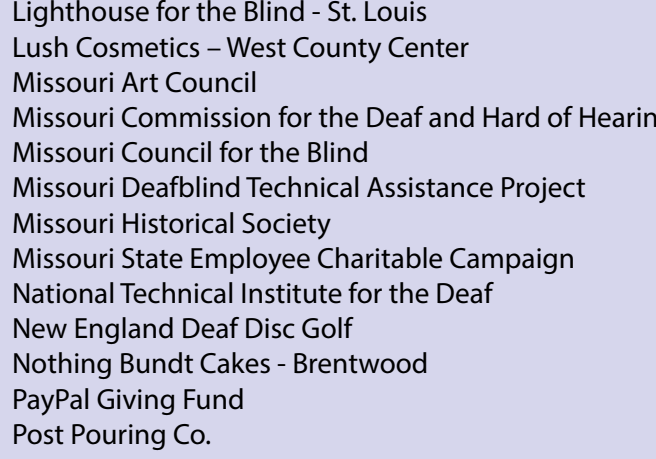 Lighthouse for the Blind - St. Louis
Lush Cosmetics – West County Center
Missouri Art Council
Missouri Commission for the Deaf and Hard of Hearin
Missouri Council for the Blind
Missouri Deafblind Technical Assistance Project
Missouri Historical Society
Missouri State Employee Charitable Campaign
National Technical Institute for the Deaf
New England Deaf Disc Golf
Nothing Bundt Cakes - Brentwood
PayPal Giving Fund
Post Pouring Co.